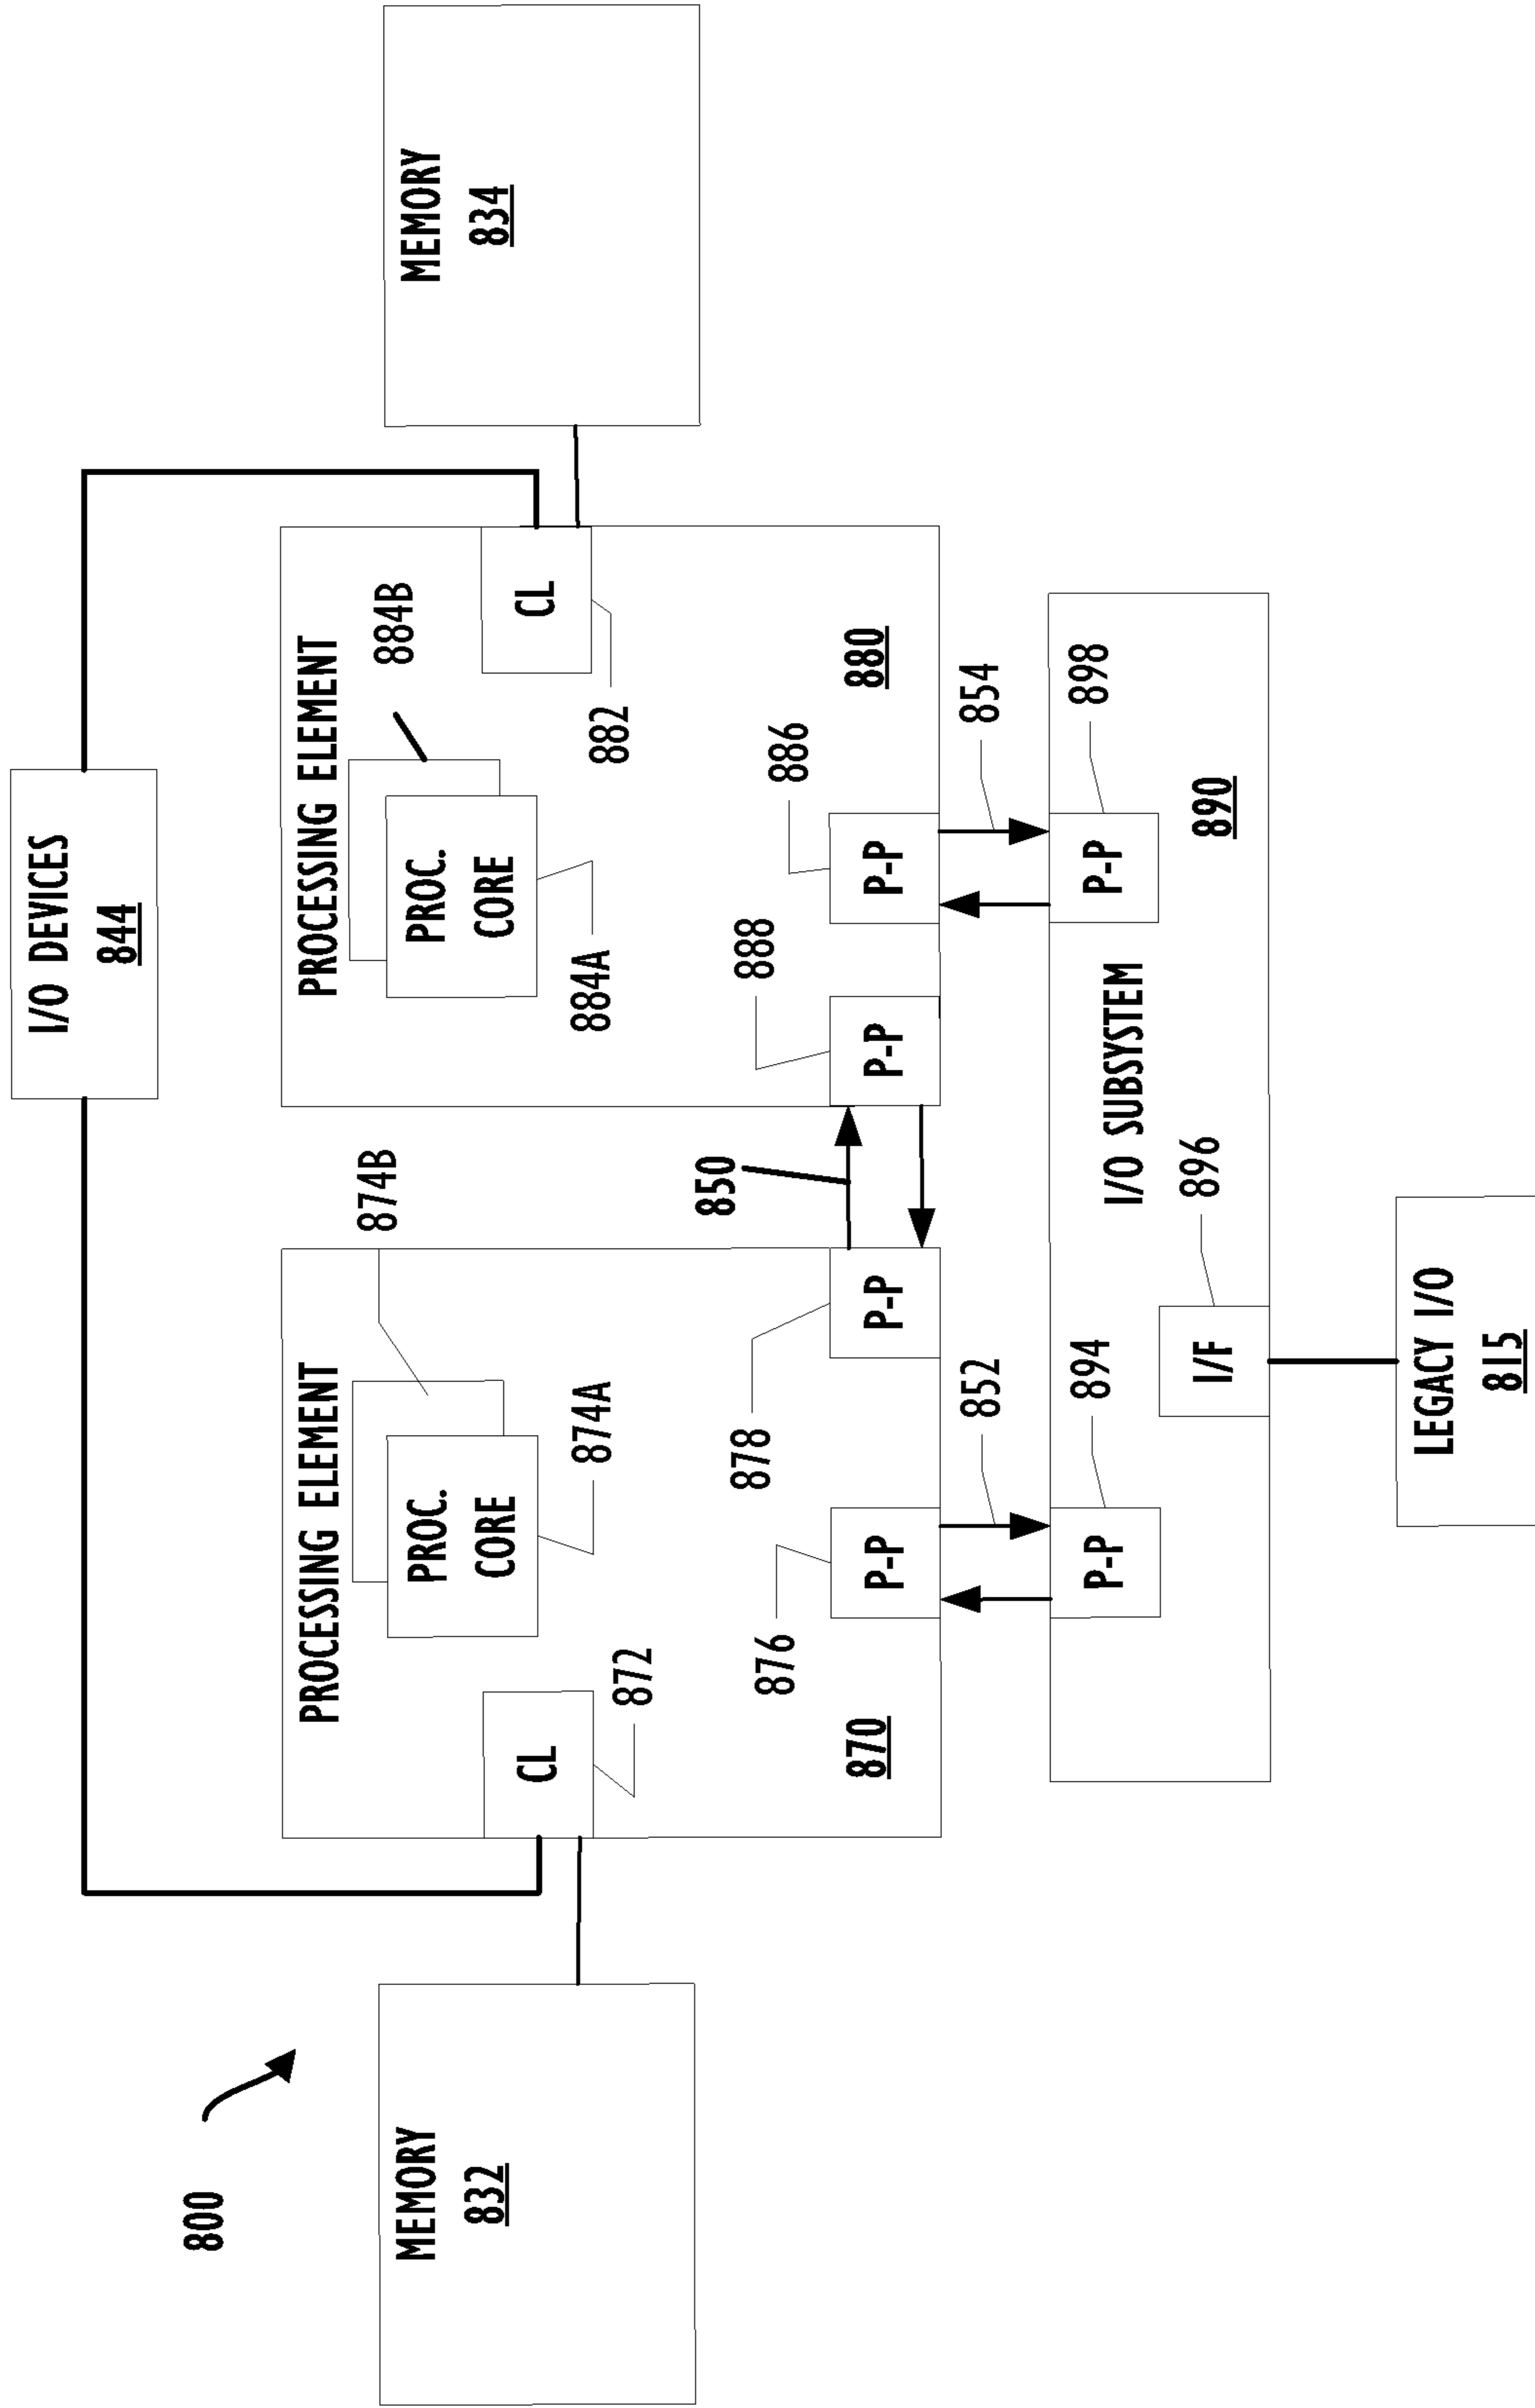 800
I/O DEVICES
844
MEMORY
832
PROCESSING ELEMENT
874B
PROC.
CORE
874A
CL
872
878
P-P
876
P-P
870
850
PROCESSING ELEMENT
884B
PROC.
CORE
884A
CL
882
888
P-P
886
P-P
880
MEMORY
834
852
854
894
P-P
898
P-P
I/O SUBSYSTEM
890
896
I/F
LEGACY I/O
815